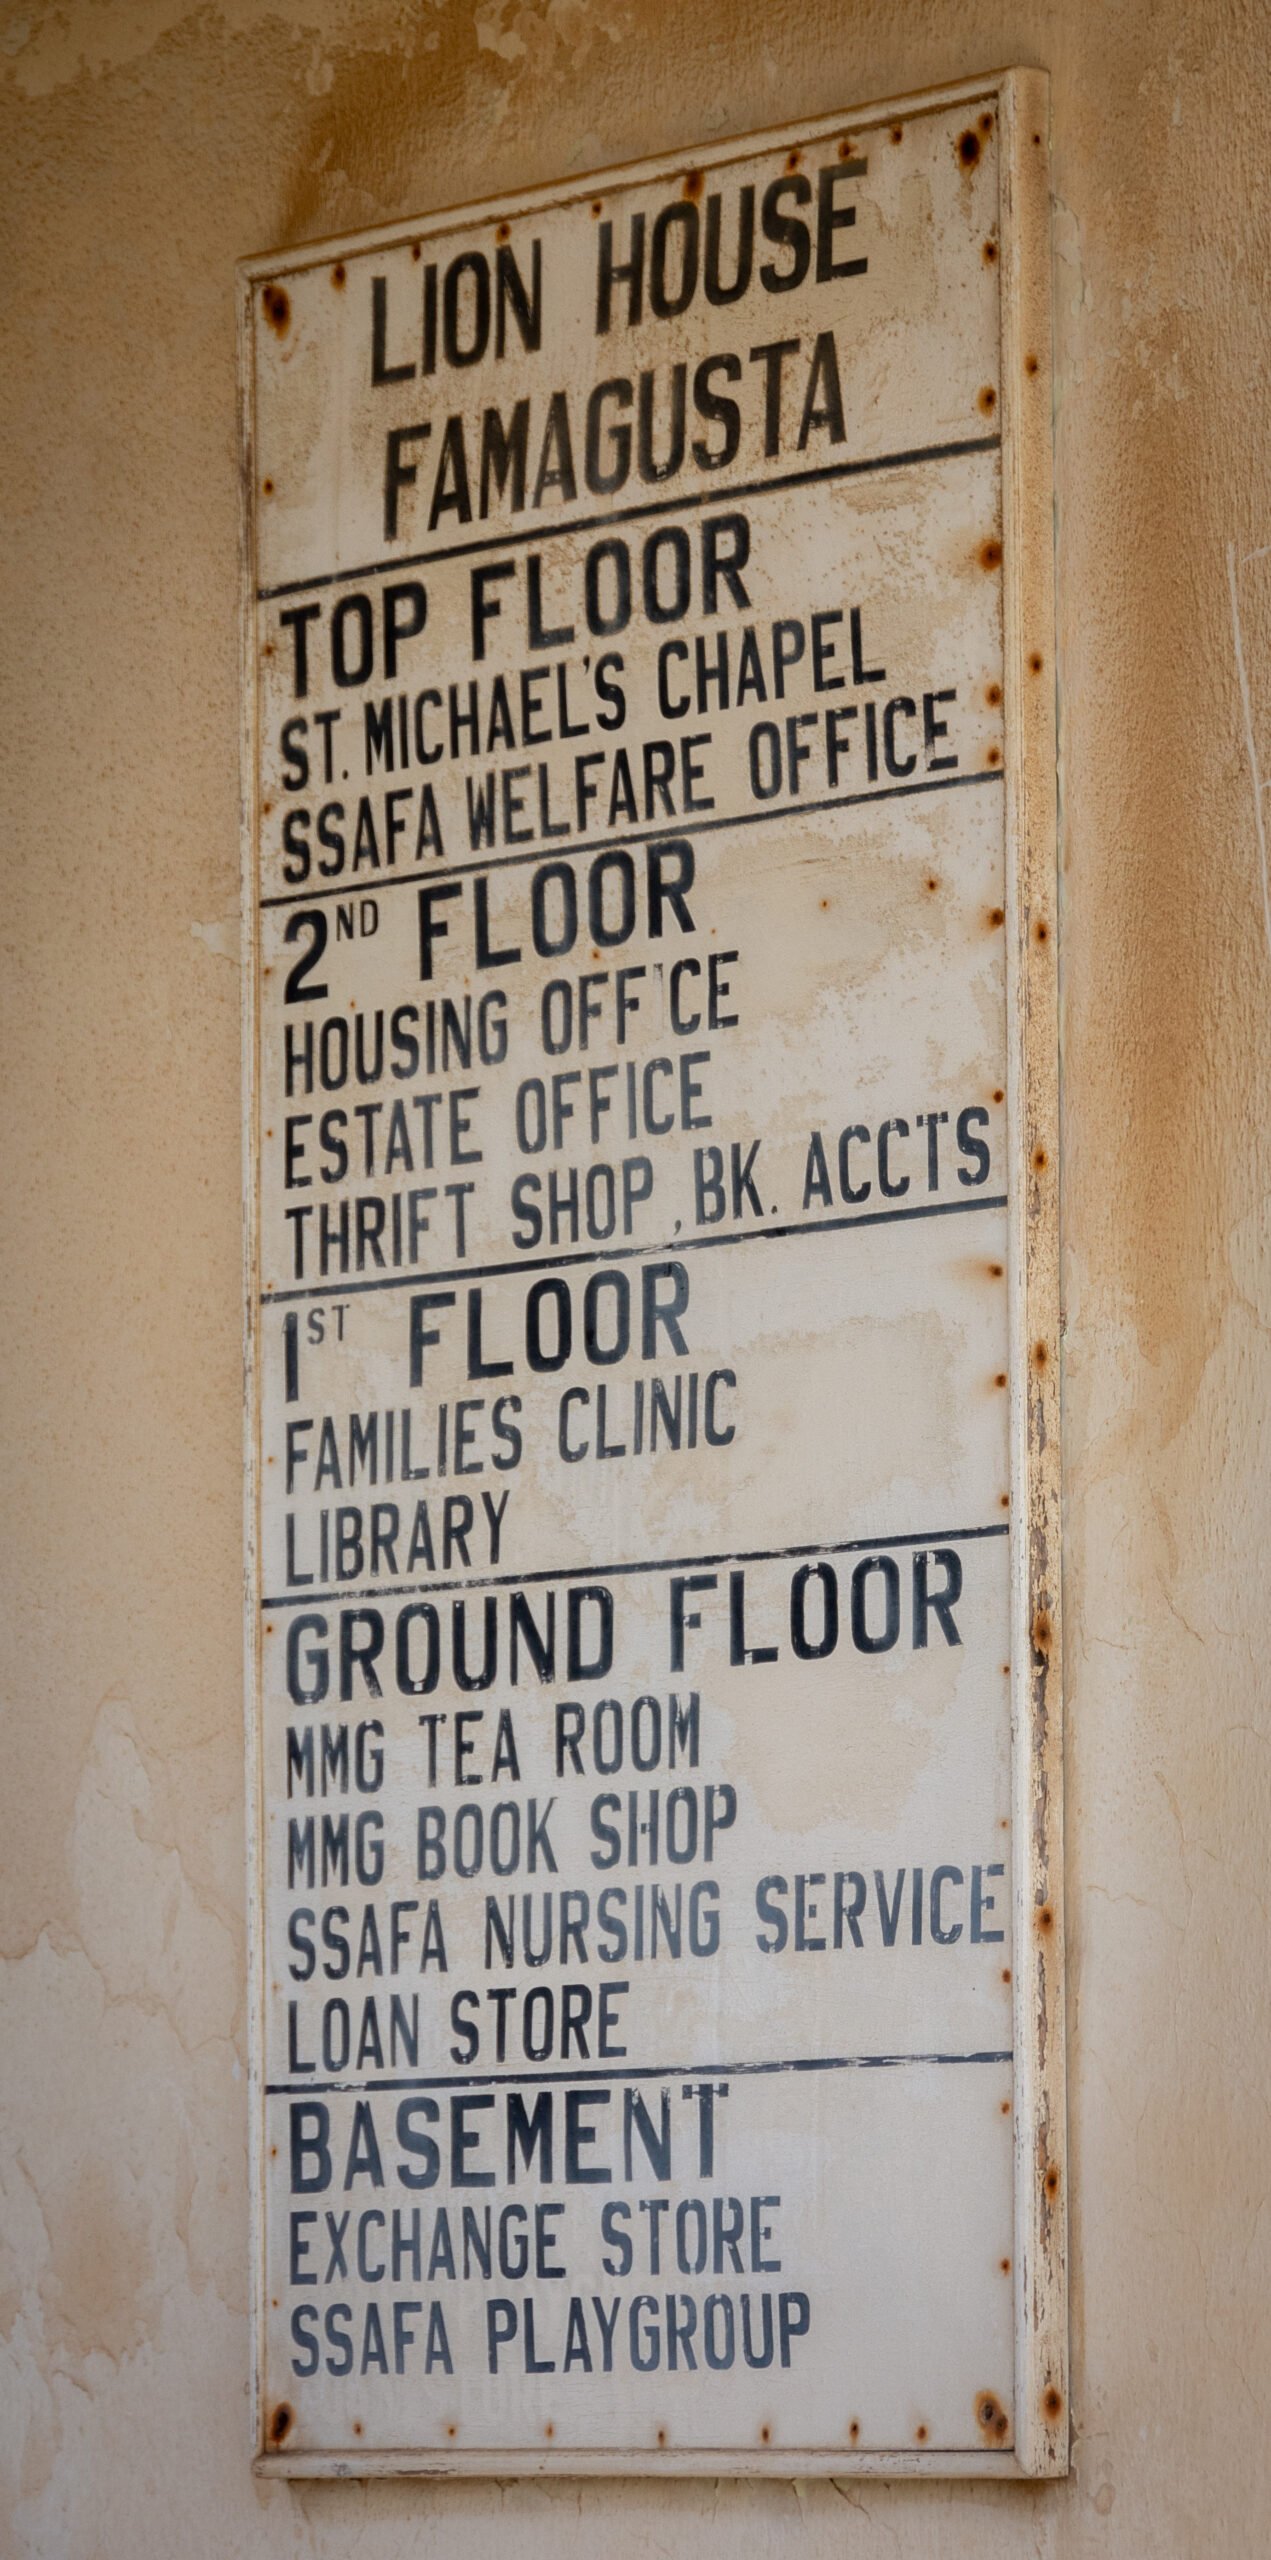 LION HOUSE
FAMAGUSTA
TOP FLOOR
ST. MICHAEL'S CHAPEL
SSAFA WELFARE OFFICE
2ND FLOOR
HOUSING OFFICE
ESTATE OFFICE
THRIFT SHOP, BK. ACCTS
1ST FLOOR
FAMILIES CLINIC
LIBRARY
GROUND FLOOR
MMG TEA ROOM
MMG BOOK SHOP
SSAFA NURSING SERVICE
LOAN STORE
BASEMENT
EXCHANGE STORE
SSAFA PLAYGROUP